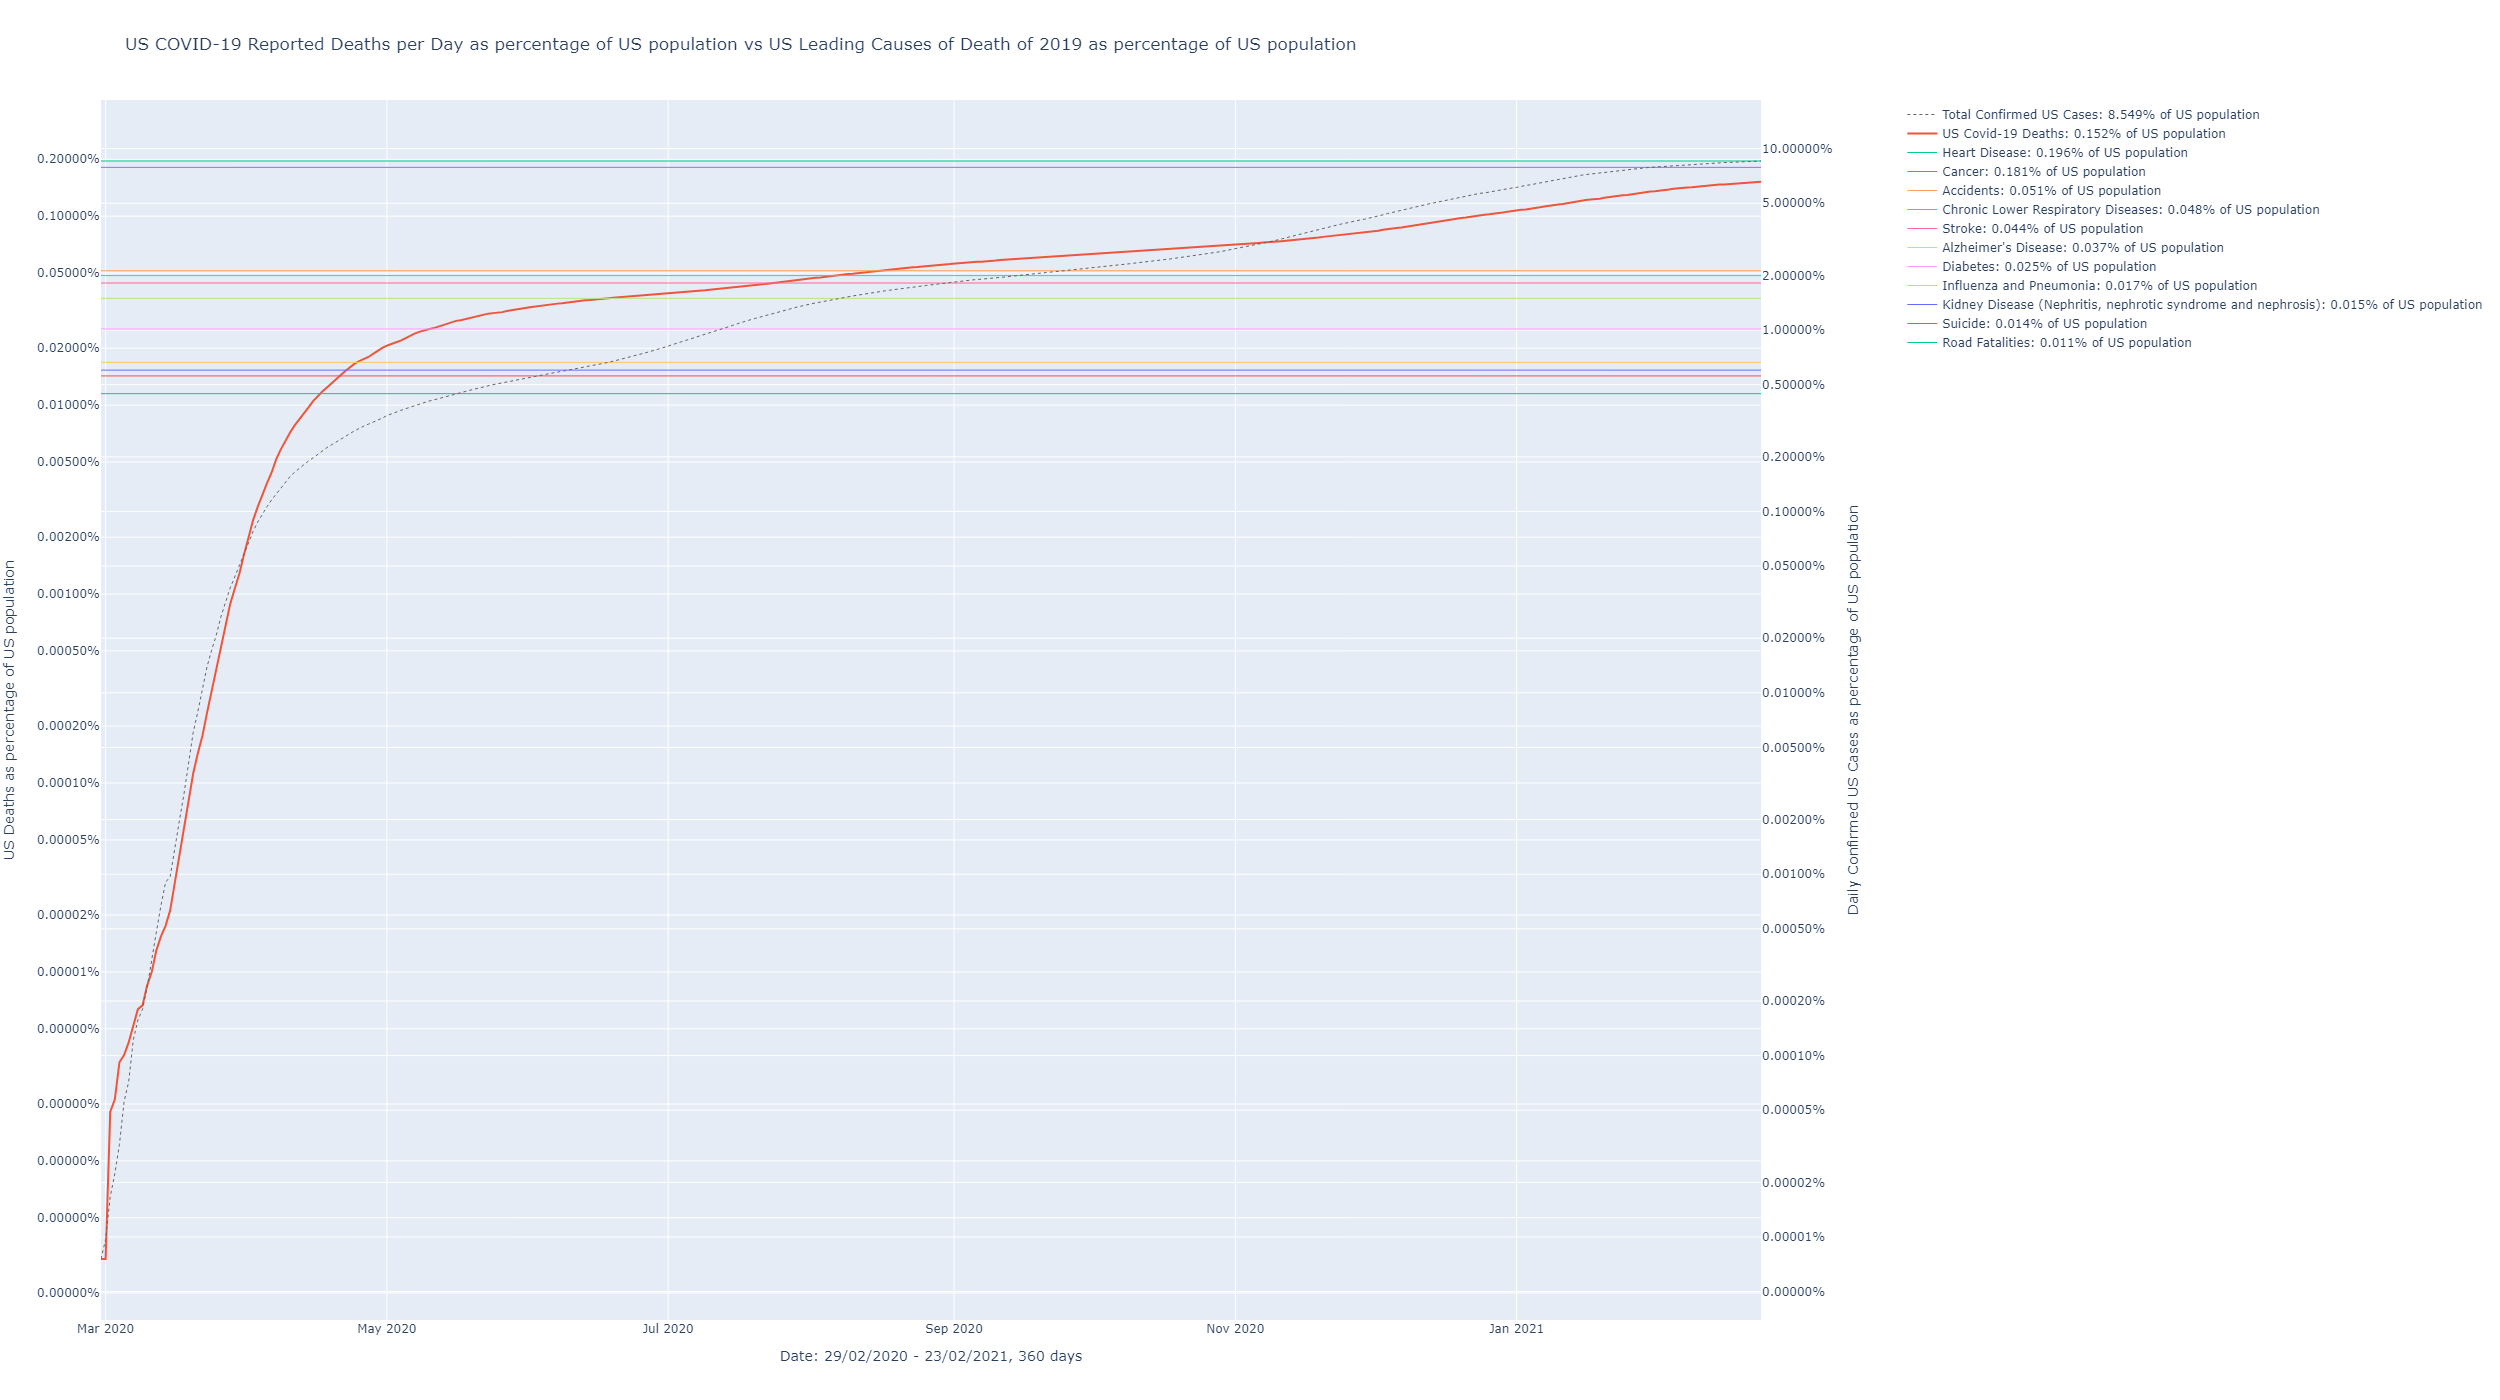 US COVID-19 Reported Deaths per Day as percentage of US population vs US Leading Causes of Death of 2019 as percentage of US population
Total Confirmed US Cases: 8.549% of US population
US Covid-19 Deaths: 0.152% of US population
Heart Disease: 0.196% of US population
Cancer: 0.181% of US population
Accidents: 0.051% of US population
Chronic Lower Respiratory Diseases: 0.048% of US population
Stroke: 0.044% of US population
Alzheimer's Disease: 0.037% of US population
Diabetes: 0.025% of US population
Influenza and Pneumonia: 0.017% of US population
Kidney Disease (Nephritis, nephrotic syndrome and nephrosis): 0.015% of US population
Suicide: 0.014% of US population
Road Fatalities: 0.011% of US population
US Deaths as percentage of US population
0.20000%
0.10000%
0.05000%
0.02000%
0.01000%
0.00500%
0.00200%
0.00100%
0.00050%
0.00020%
0.00010%
0.00005%
0.00002%
0.00001%
0.00000%
0.00000%
0.00000%
0.00000%
0.00000%
10.00000%
5.00000%
2.00000%
1.00000%
0.50000%
0.20000%
0.10000%
0.05000%
0.02000%
0.01000%
0.00500%
0.00200%
0.00100%
0.00050%
0.00020%
0.00010%
0.00005%
0.00002%
0.00001%
0.00000%
Daily Confirmed US Cases as percentage of US population
Mar 2020
May 2020
Jul 2020
Sep 2020
Nov 2020
Jan 2021
Date: 29/02/2020 - 23/02/2021, 360 days